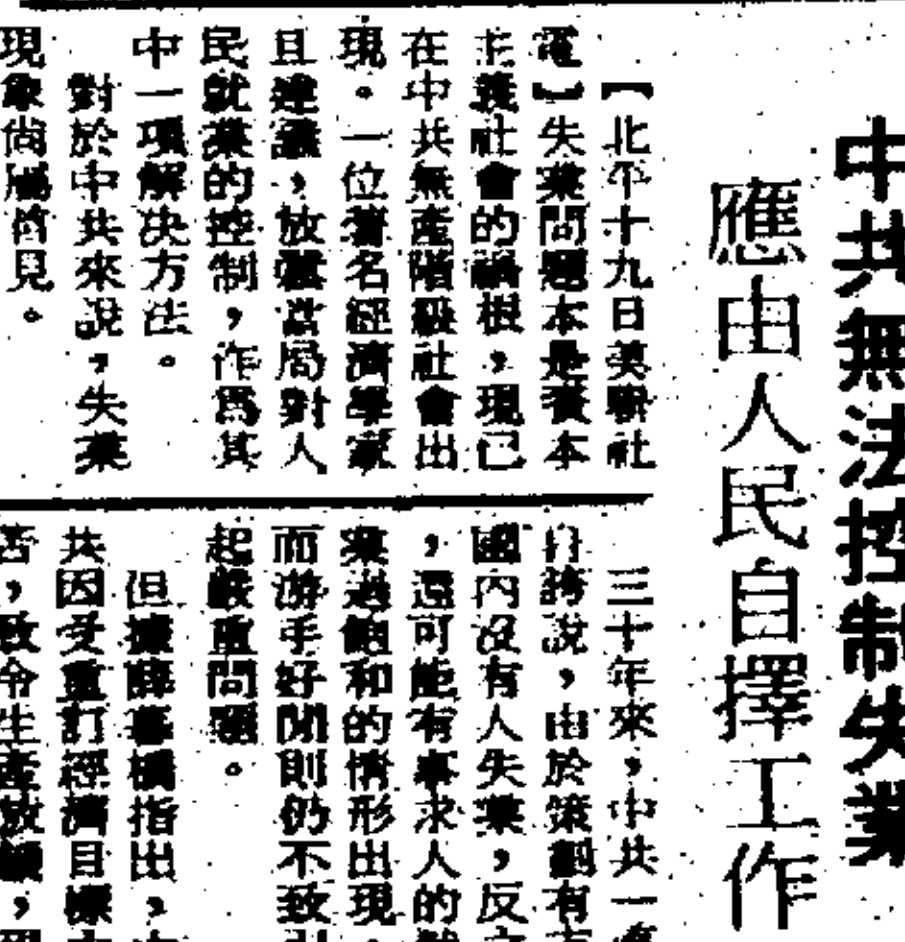 中共無法控制失業
應由人民自擇工作
【北平十九日美聯社
電】失業問題本是資本
主義社會的禍根，現已
在中共無產階級社會出
現。一位著名經濟學家
且建議，放鬆當局對人
民就業的控制，作爲其
中一項解决方法。
對於中共來說，失業
現象尚屬首見。
三十年來，中共一
自誇說，由於策劃有
國內沒有人失業，反
，還可能有事求人的
業過飽和的情形出現
而游手好閒則仍不致
起嚴重問題。
但據薛暮橋指出，
共因受重訂經濟目標
苦，致令生產放緩，